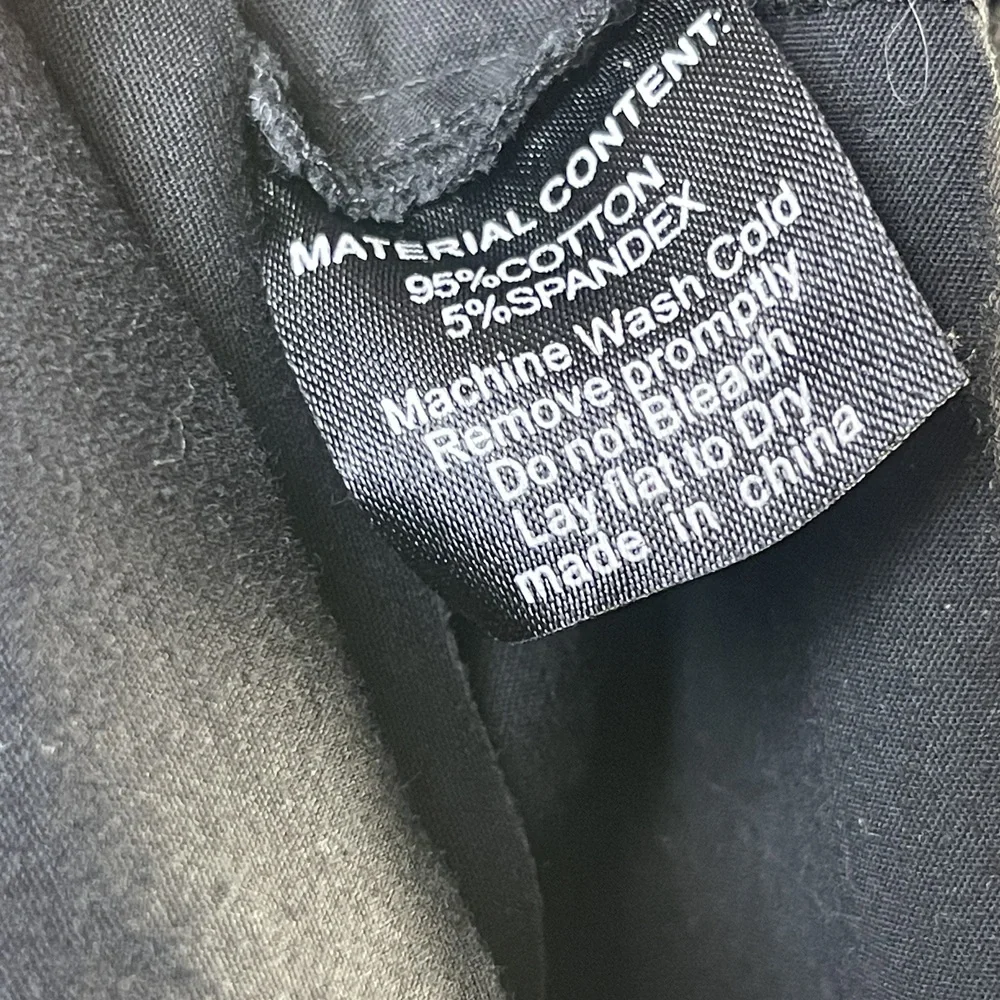 MATERIAL CONTENT:
95%COTTON
5%SPANDEX
Machine Wash Cold
Remove promptly
Do not Bleach
Lay flat to Dry
made in china